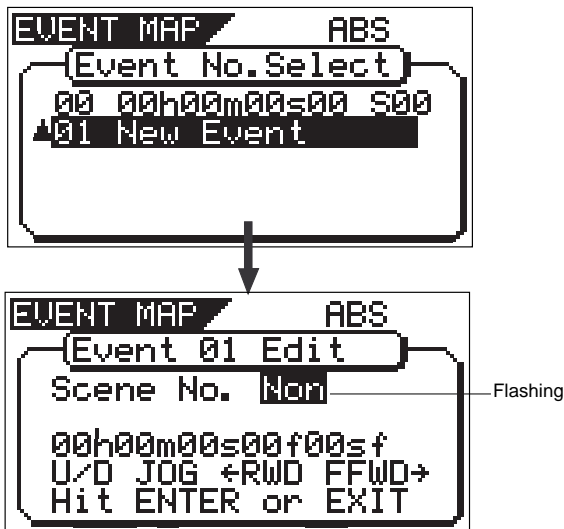 EVENT MAP ABS
Event No.Select
00 00h00m00s00 S00
01 New Event
EVENT MAP ABS
Event 01 Edit
Scene No. Non
Flashing
00h00m00s00f00sf
U/D JOG ←RWD FFWD→
Hit ENTER or EXIT